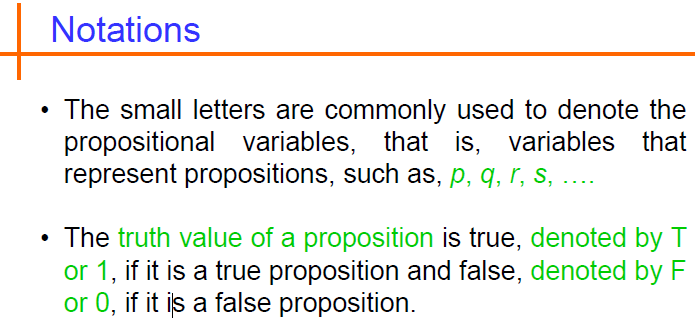 Notations
• The small letters are commonly used to denote the
propositional variables, that is, variables that
represent propositions, such as, p, q, r, s, ....
• The truth value of a proposition is true, denoted by T
or 1, if it is a true proposition and false, denoted by F
or 0, if it is a false proposition.